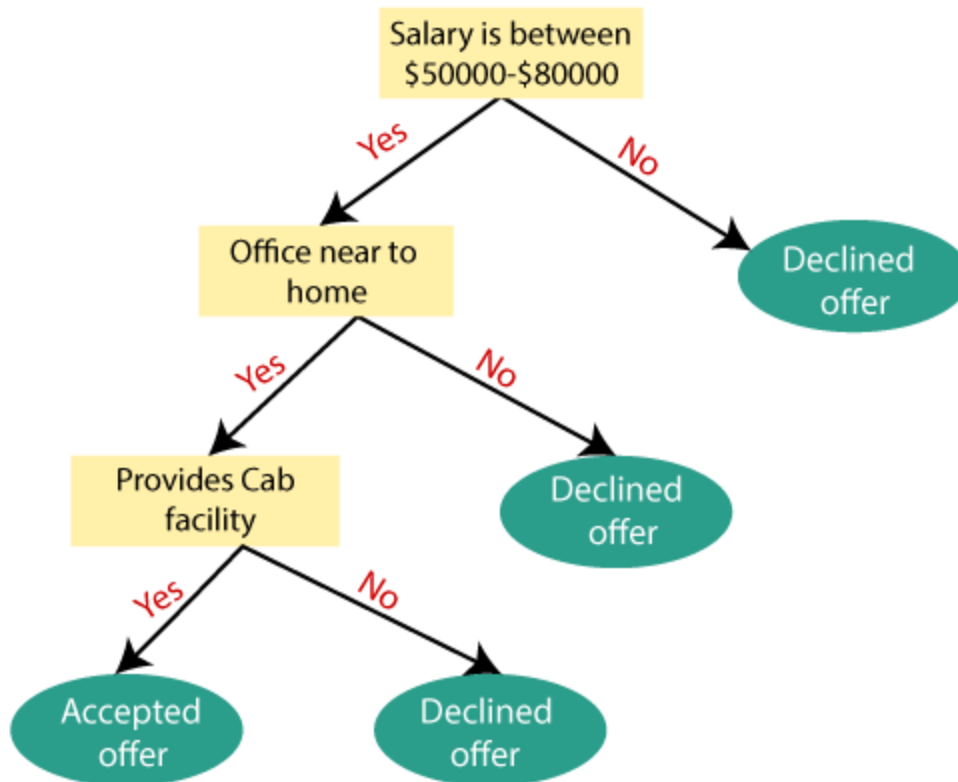 Salary is between
$50000-$80000
Yes
No
Office near to
home
Declined
offer
Yes
No
Provides Cab
facility
Declined
offer
Yes
No
Accepted
offer
Declined
offer